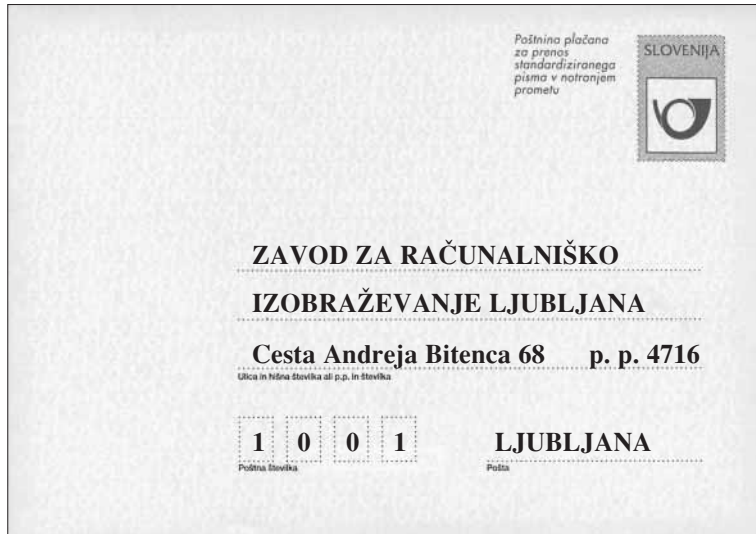 Poštnina plačana
za prenos
standardiziranega
pisma v notranjem
prometu
SLOVENIJA
ZAVOD ZA RAČUNALNIŠKO
IZOBRAŽEVANJE LJUBLJANA
Cesta Andreja Bitenca 68 p. p. 4716
Ulica in hišna številka ali p.p. in številka
1 0 0 1 LJUBLJANA
Poštna številka Pošta